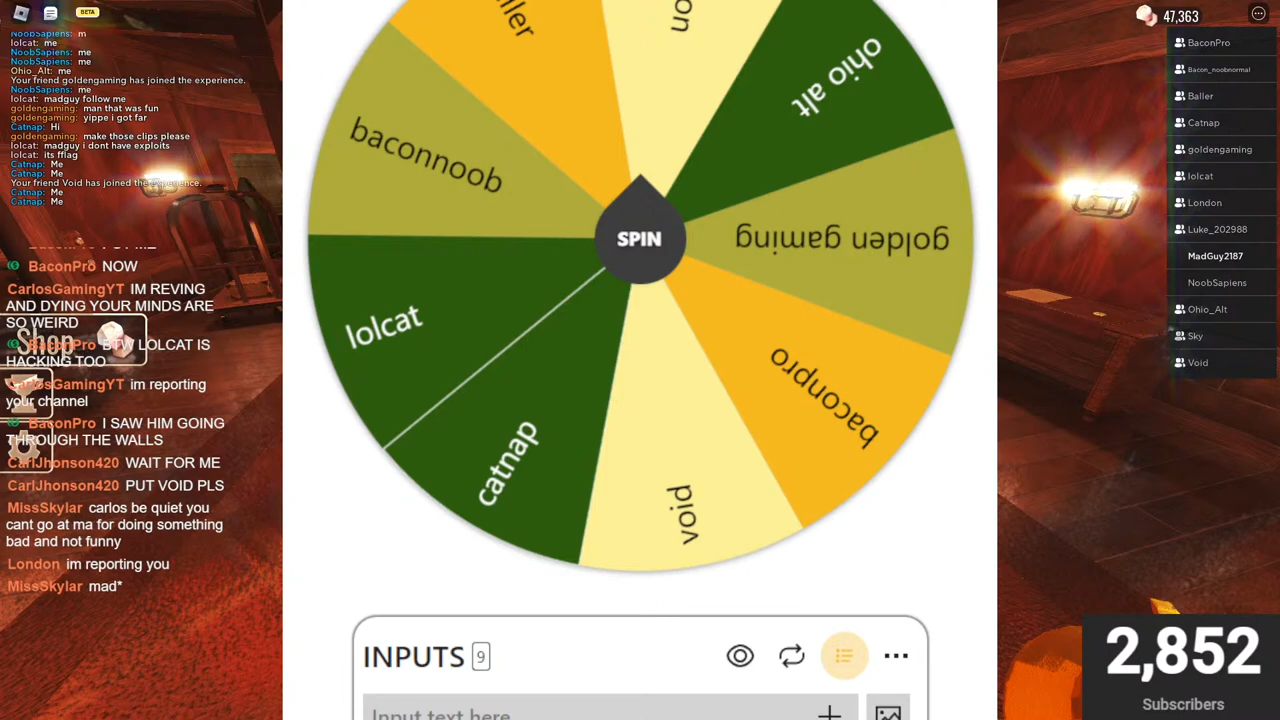 BETA
47,363
NoobSapiens: m
lolcat: me
NoobSapiens: me
NoobSapiens: me
Ohio_Alt: me
Your friend goldengaming has joined the experience.
NoobSapiens: me
lolcat: madguy follow me
goldengaming: man that was fun
goldengaming: yippe i got far
Catnap: Hi
goldengaming: make those clips please
lolcat: madguy i dont have exploits
lolcat: its fflag
Catnap: Me
Catnap: Me
Your friend Void has joined the experience.
Catnap: Me
Catnap: Me
BaconPro NOW
CarlosGamingYT IM REVING
AND DYING YOUR MINDS ARE
SO WEIRD
Shop
BaconPro BTW LOLCAT IS
HACKING TOO
CarlosGamingYT im reporting
your channel
BaconPro I SAW HIM GOING
THROUGH THE WALLS
CarlJhonson420 WAIT FOR ME
CarlJhonson420 PUT VOID PLS
MissSkylar carlos be quiet you
cant go at ma for doing something
bad and not funny
London im reporting you
MissSkylar mad*
ohio alt
golden gaming
baconpro
void
catnap
lolcat
baconnoob
SPIN
INPUTS 9
Input text here
BaconPro
Bacon_noobnormal
Baller
Catnap
goldengaming
lolcat
London
Luke_202988
MadGuy2187
NoobSapiens
Ohio_Alt
Sky
Void
2,852
Subscribers